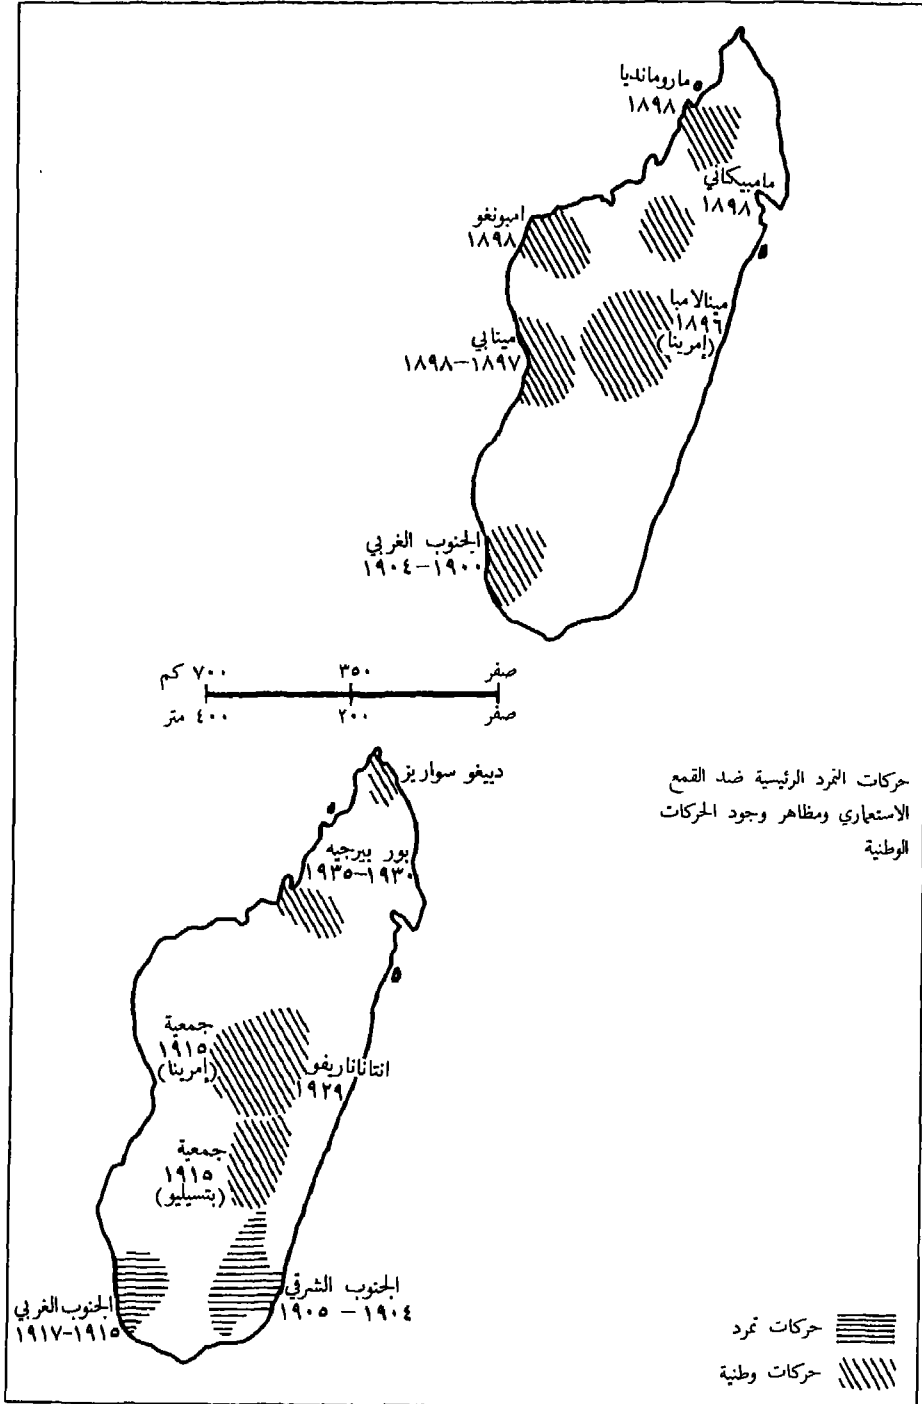 مارومانديا
١٨٩٨
مامبيكاني
١٨٩٨
امبونغو
١٨٩٨
مينالامبا
١٨٩٦
(إمرينا)
مينابي
١٨٩٧–١٨٩٨
الجنوب الغربي
١٩٠٠–١٩٠٤
صفر ٣٥٠ ٧٠٠ كم
صفر ٢٠٠ ٤٠٠ متر
حركات التمرد الرئيسية ضد القمع
الاستعماري ومظاهر وجود الحركات
الوطنية
دييغو سواريز
بور بيرجيه
١٩٣٠–١٩٣٥
جمعية
١٩١٥
(إمرينا)
انتاناناريفو
١٩٢٩
جمعية
١٩١٥
(بتسيليو)
الجنوب الشرقي
١٩٠٤ – ١٩٠٥
الجنوب الغربي
١٩١٥-١٩١٧
حركات تمرد
حركات وطنية